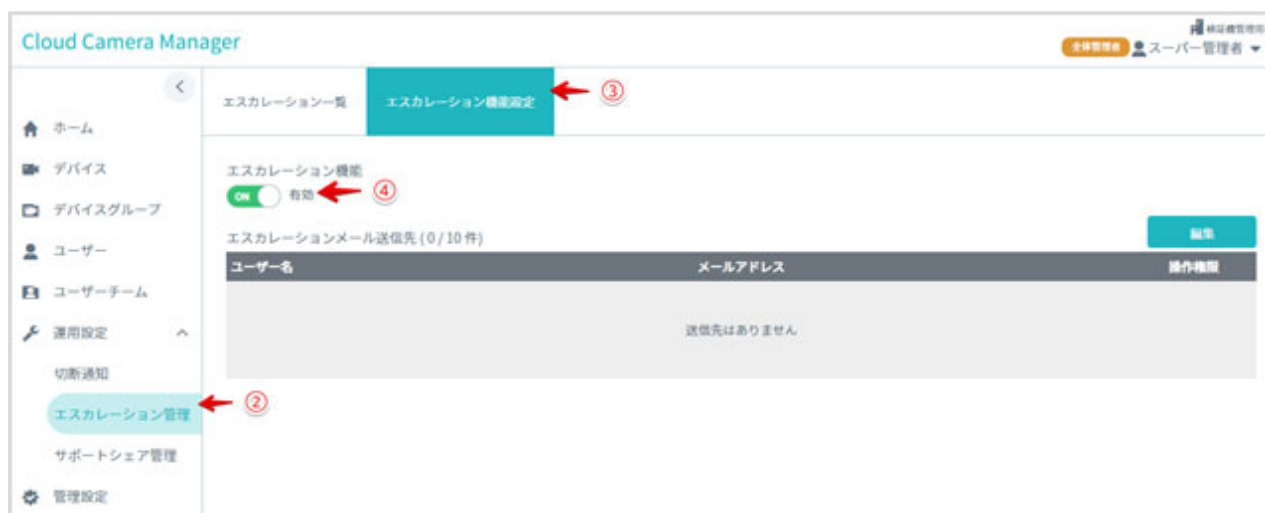 Cloud Camera Manager
検証機管理用
全体管理者 スーパー管理者
エスカレーション一覧
エスカレーション機能設定
③
ホーム
デバイス
デバイスグループ
ユーザー
ユーザーチーム
運用設定
切断通知
エスカレーション管理
②
サポートシェア管理
管理設定
エスカレーション機能
ON 有効
④
エスカレーションメール送信先 ( 0 / 10 件)
編集
ユーザー名 メールアドレス 操作権限
送信先はありません